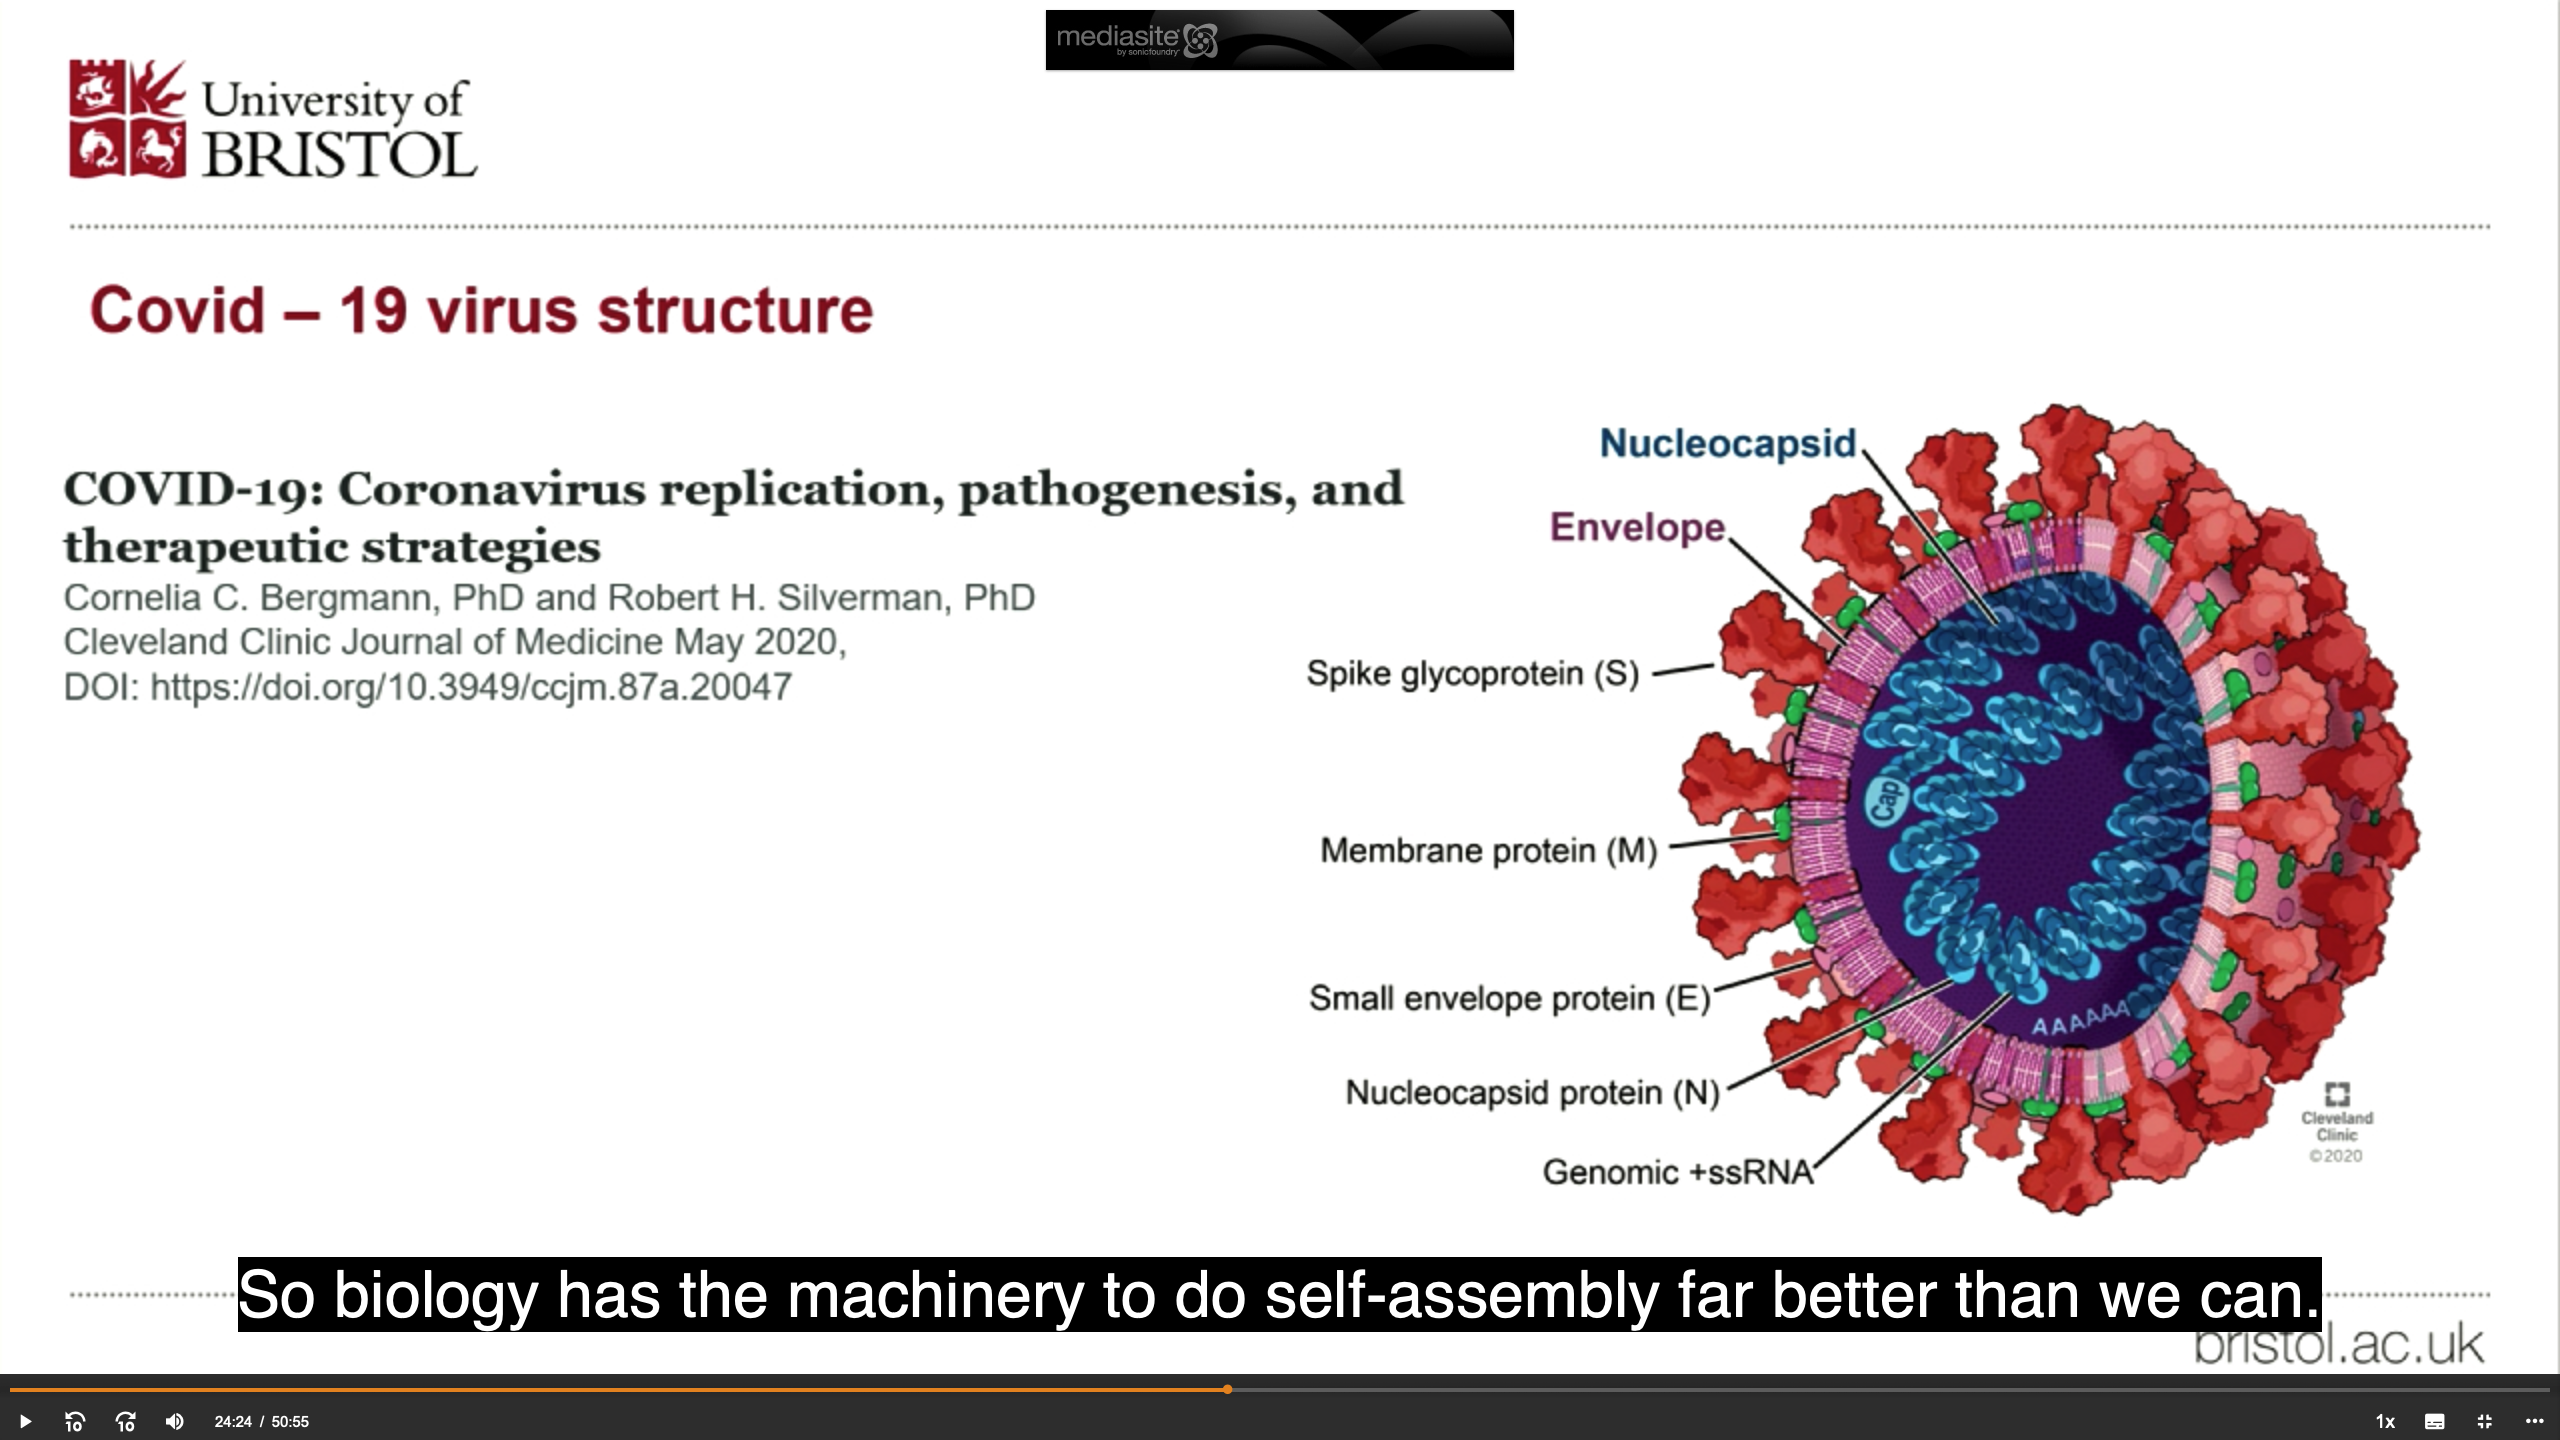 mediasite
by sonicfoundry
University of
BRISTOL
Covid – 19 virus structure
COVID-19: Coronavirus replication, pathogenesis, and
therapeutic strategies
Cornelia C. Bergmann, PhD and Robert H. Silverman, PhD
Cleveland Clinic Journal of Medicine May 2020,
DOI: https://doi.org/10.3949/ccjm.87a.20047
Nucleocapsid
Envelope
Spike glycoprotein (S)
Cap
Membrane protein (M)
Small envelope protein (E)
AAAAAA
Nucleocapsid protein (N)
Genomic +ssRNA
Cleveland
Clinic
©2020
So biology has the machinery to do self-assembly far better than we can.
bristol.ac.uk
10
10
24:24 / 50:55
1x